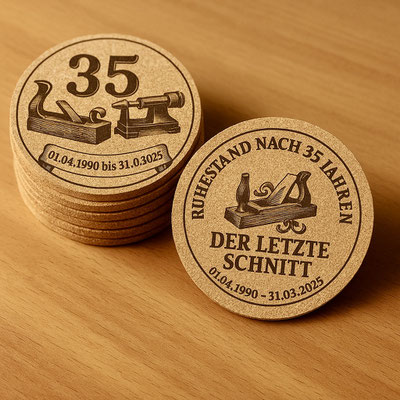 35
01.04.1990 bis 31.0.3025
RUHESTAND NACH 35 JAHREN
DER LETZTE
SCHNITT
01.04.1990 - 31.03.2025